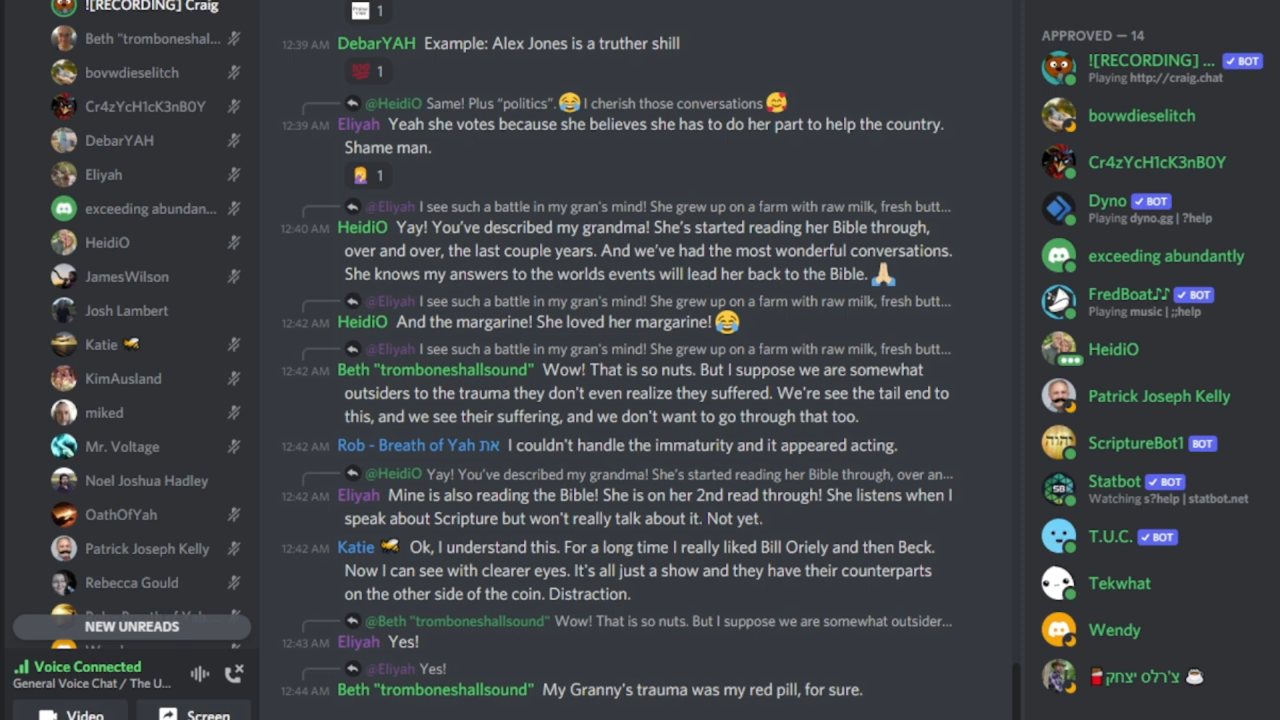 ![RECORDING] Craig
Beth "tromboneshal...
bovwdieselitch
Cr4zYcH1cK3nB0Y
DebarYAH
Eliyah
exceeding abundan...
HeidiO
JamesWilson
Josh Lambert
Katie
KimAusland
miked
Mr. Voltage
Noel Joshua Hadley
OathOfYah
Patrick Joseph Kelly
Rebecca Gould
NEW UNREADS
Voice Connected
General Voice Chat / The U...
Video
Screen
1
12:39 AM DebarYAH Example: Alex Jones is a truther shill
💯 1
@HeidiO Same! Plus "politics". 😂 I cherish those conversations 🥰
12:39 AM Eliyah Yeah she votes because she believes she has to do her part to help the country.
Shame man.
1
@Eliyah I see such a battle in my gran's mind! She grew up on a farm with raw milk, fresh butt...
12:40 AM HeidiO Yay! You've described my grandma! She's started reading her Bible through,
over and over, the last couple years. And we've had the most wonderful conversations.
She knows my answers to the worlds events will lead her back to the Bible. 🙏
@Eliyah I see such a battle in my gran's mind! She grew up on a farm with raw milk, fresh butt...
12:42 AM HeidiO And the margarine! She loved her margarine! 😂
@Eliyah I see such a battle in my gran's mind! She grew up on a farm with raw milk, fresh butt...
12:42 AM Beth "tromboneshallsound" Wow! That is so nuts. But I suppose we are somewhat
outsiders to the trauma they don't even realize they suffered. We're see the tail end to
this, and we see their suffering, and we don't want to go through that too.
12:42 AM Rob - Breath of Yah את I couldn't handle the immaturity and it appeared acting.
@HeidiO Yay! You've described my grandma! She's started reading her Bible through, over an...
12:42 AM Eliyah Mine is also reading the Bible! She is on her 2nd read through! She listens when I
speak about Scripture but won't really talk about it. Not yet.
12:42 AM Katie Ok, I understand this. For a long time I really liked Bill Oriely and then Beck.
Now I can see with clearer eyes. It's all just a show and they have their counterparts
on the other side of the coin. Distraction.
@Beth "tromboneshallsound" Wow! That is so nuts. But I suppose we are somewhat outsider...
12:43 AM Eliyah Yes!
@Eliyah Yes!
12:44 AM Beth "tromboneshallsound" My Granny's trauma was my red pill, for sure.
APPROVED — 14
![RECORDING] ... ✓ BOT
Playing http://craig.chat
bovwdieselitch
Cr4zYcH1cK3nB0Y
Dyno ✓ BOT
Playing dyno.gg | ?help
exceeding abundantly
FredBoat♪♪ ✓ BOT
Playing music | ;;help
HeidiO
Patrick Joseph Kelly
יהוה
ScriptureBot1 BOT
SB
Statbot ✓ BOT
Watching s?help | statbot.net
T.U.C. ✓ BOT
Tekwhat
Wendy
צ'רלס יצחק